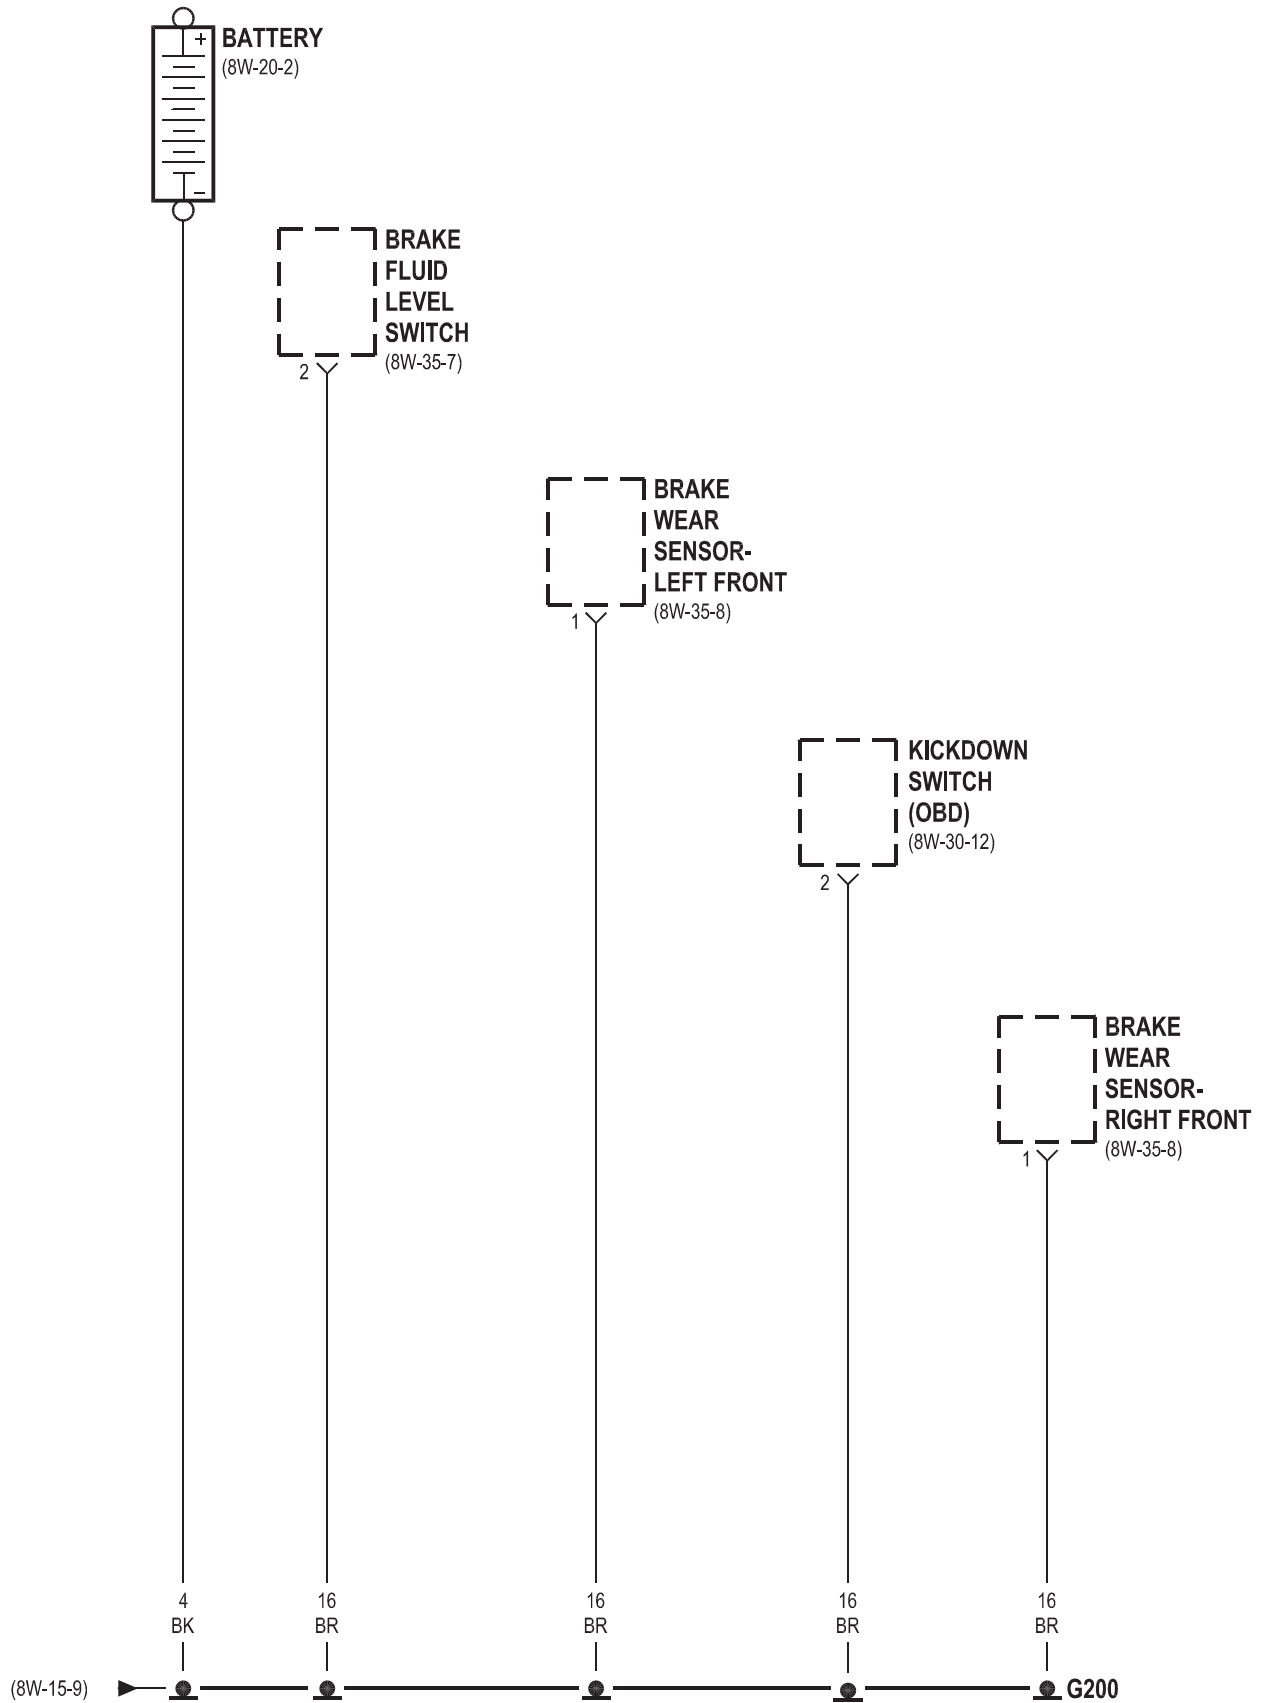 +
BATTERY
(8W-20-2)
–
BRAKE
FLUID
LEVEL
SWITCH
(8W-35-7)
2
BRAKE
WEAR
SENSOR-
LEFT FRONT
(8W-35-8)
1
KICKDOWN
SWITCH
(OBD)
(8W-30-12)
2
BRAKE
WEAR
SENSOR-
RIGHT FRONT
(8W-35-8)
1
4
BK
16
BR
16
BR
16
BR
16
BR
(8W-15-9)
G200